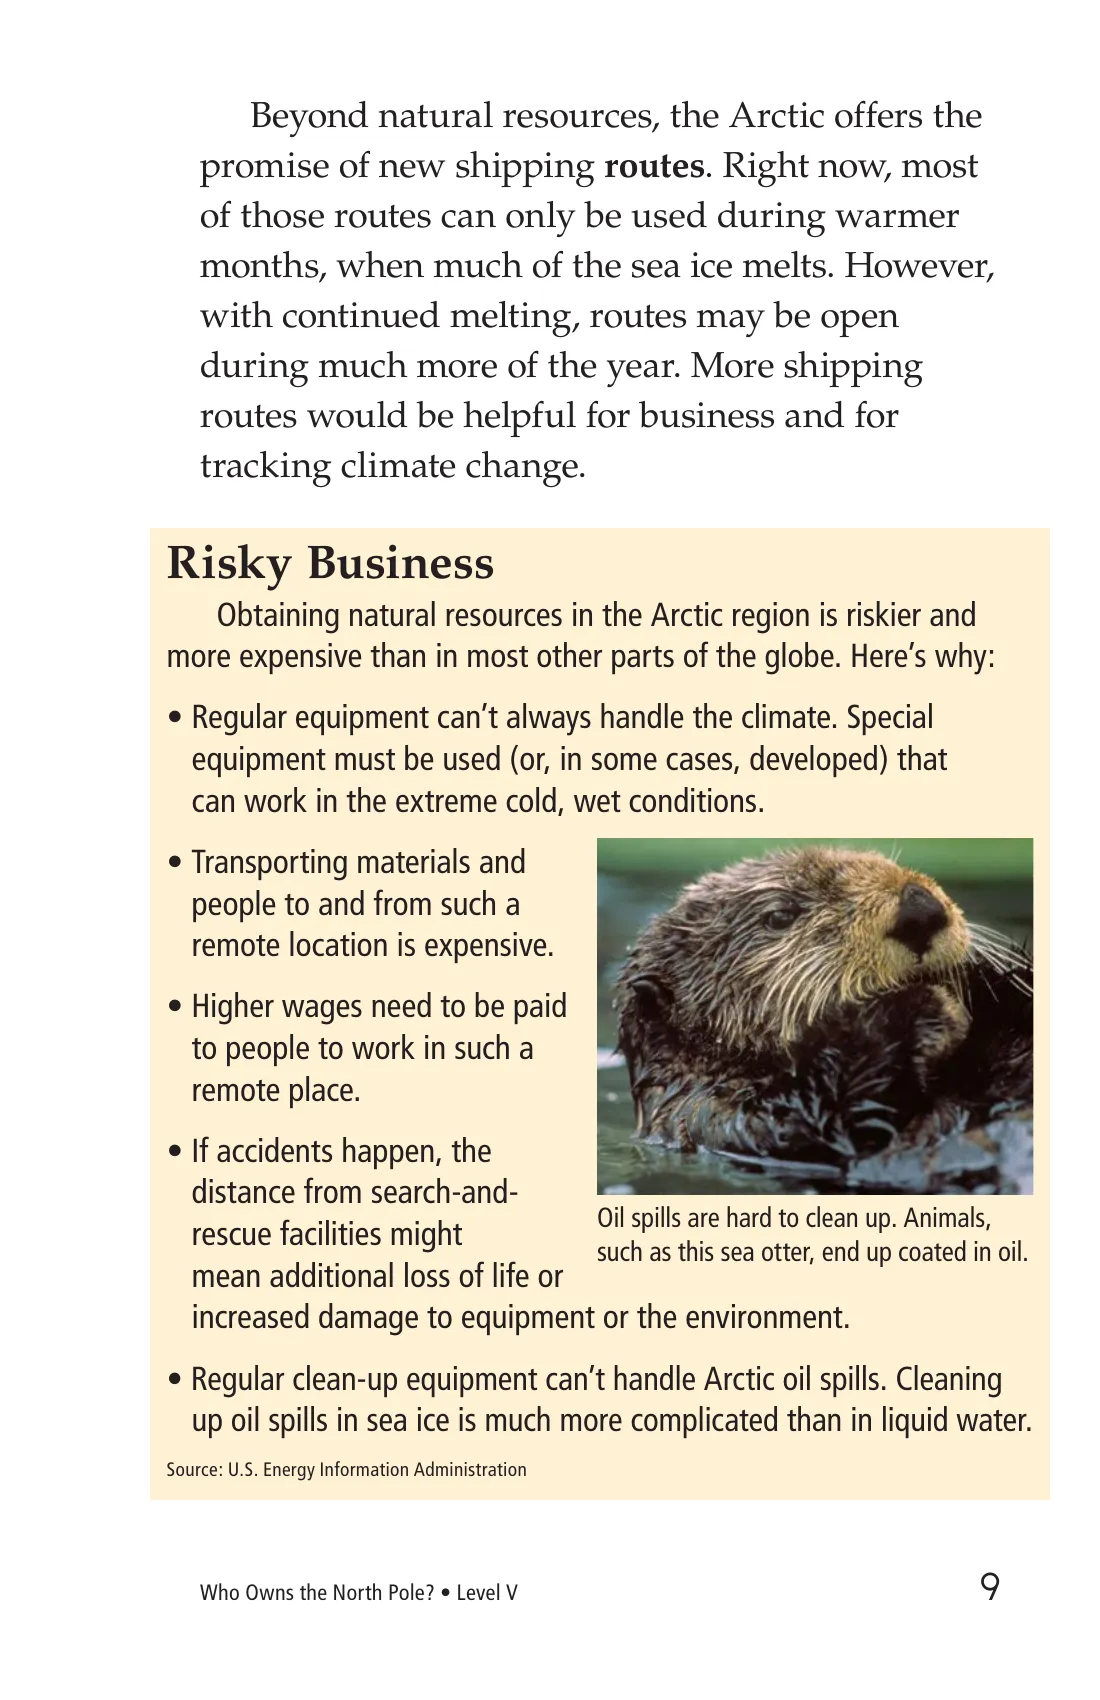 Beyond natural resources, the Arctic offers the
promise of new shipping routes. Right now, most
of those routes can only be used during warmer
months, when much of the sea ice melts. However,
with continued melting, routes may be open
during much more of the year. More shipping
routes would be helpful for business and for
tracking climate change.
Risky Business
Obtaining natural resources in the Arctic region is riskier and
more expensive than in most other parts of the globe. Here’s why:
• Regular equipment can’t always handle the climate. Special
equipment must be used (or, in some cases, developed) that
can work in the extreme cold, wet conditions.
• Transporting materials and
people to and from such a
remote location is expensive.
• Higher wages need to be paid
to people to work in such a
remote place.
• If accidents happen, the
distance from search-and-
rescue facilities might
mean additional loss of life or
increased damage to equipment or the environment.
Oil spills are hard to clean up. Animals,
such as this sea otter, end up coated in oil.
• Regular clean-up equipment can’t handle Arctic oil spills. Cleaning
up oil spills in sea ice is much more complicated than in liquid water.
Source: U.S. Energy Information Administration
Who Owns the North Pole? • Level V
9